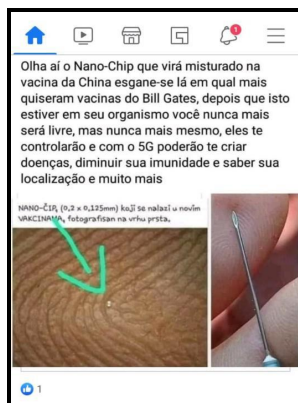 Olha aí o Nano-Chip que virá misturado na
vacina da China esgane-se lá em qual mais
quiseram vacinas do Bill Gates, depois que isto
estiver em seu organismo você nunca mais
será livre, mas nunca mais mesmo, eles te
controlarão e com o 5G poderão te criar
doenças, diminuir sua imunidade e saber sua
localização e muito mais
NANO-ČIP, (0,2 x 0,125mm) koji se nalazi u novim
VAKCINAMA, fotografisan na vrhu prsta.
1